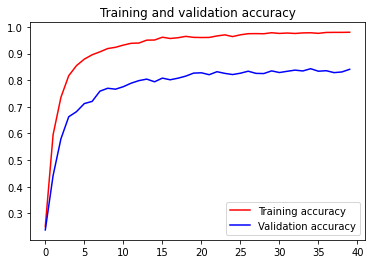 Training and validation accuracy
1.0
0.9
0.8
0.7
0.6
0.5
0.4
0.3
Training accuracy
Validation accuracy
0 5 10 15 20 25 30 35 40